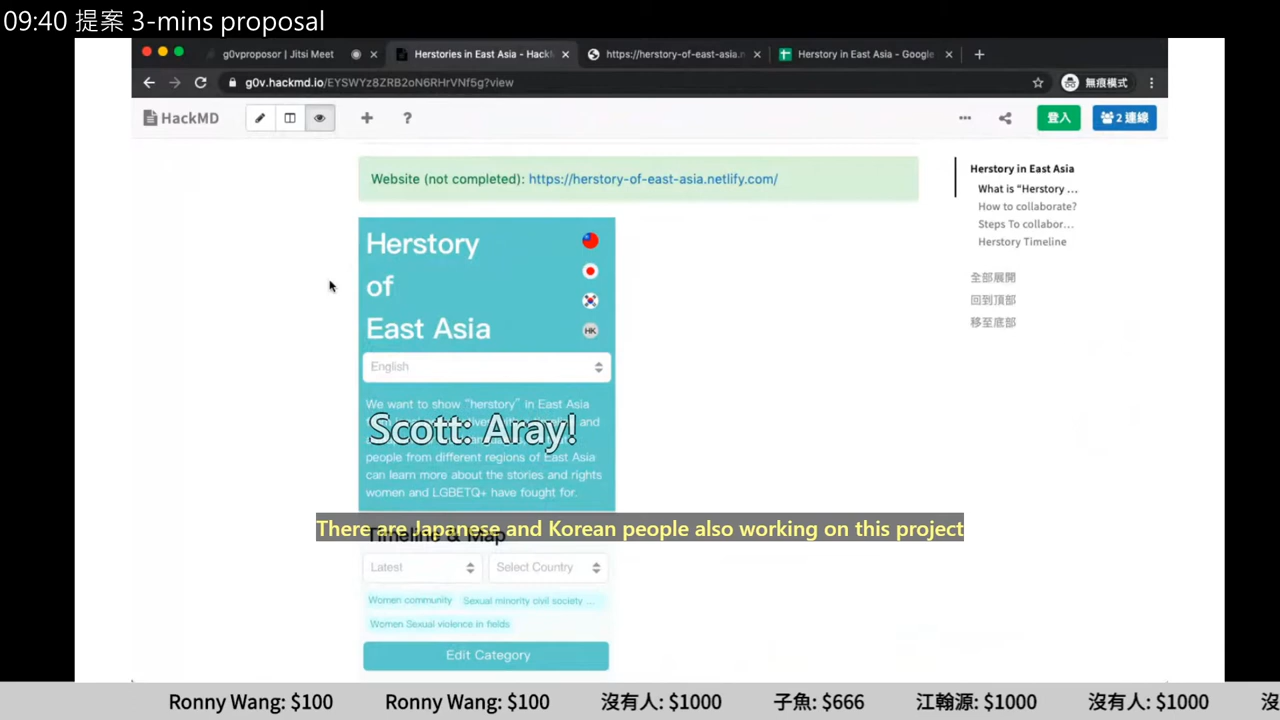 09:40 提案 3-mins proposal
g0vproposor | Jitsi Meet
Herstories in East Asia - HackM
https://herstory-of-east-asia.n
Herstory in East Asia - Google
g0v.hackmd.io/EYSWYz8ZRB2oN6RHrVNf5g?view
無痕模式
HackMD
登入
2 連線
Website (not completed): https://herstory-of-east-asia.netlify.com/
Herstory in East Asia
What is “Herstory ...
How to collaborate?
Steps To collabor...
Herstory Timeline
全部展開
回到頂部
移至底部
Herstory
of
East Asia
HK
English
We want to show “herstory” in East Asia
and
Scott: Aray!
people from different regions of East Asia
can learn more about the stories and rights
women and LGBETQ+ have fought for.
There are Japanese and Korean people also working on this project
Timeline & Map
Latest
Select Country
Women community
Sexual minority civil society ...
Women Sexual violence in fields
Edit Category
Ronny Wang: $100 Ronny Wang: $100 沒有人: $1000 子魚: $666 江翰源: $1000 沒有人: $1000 沒